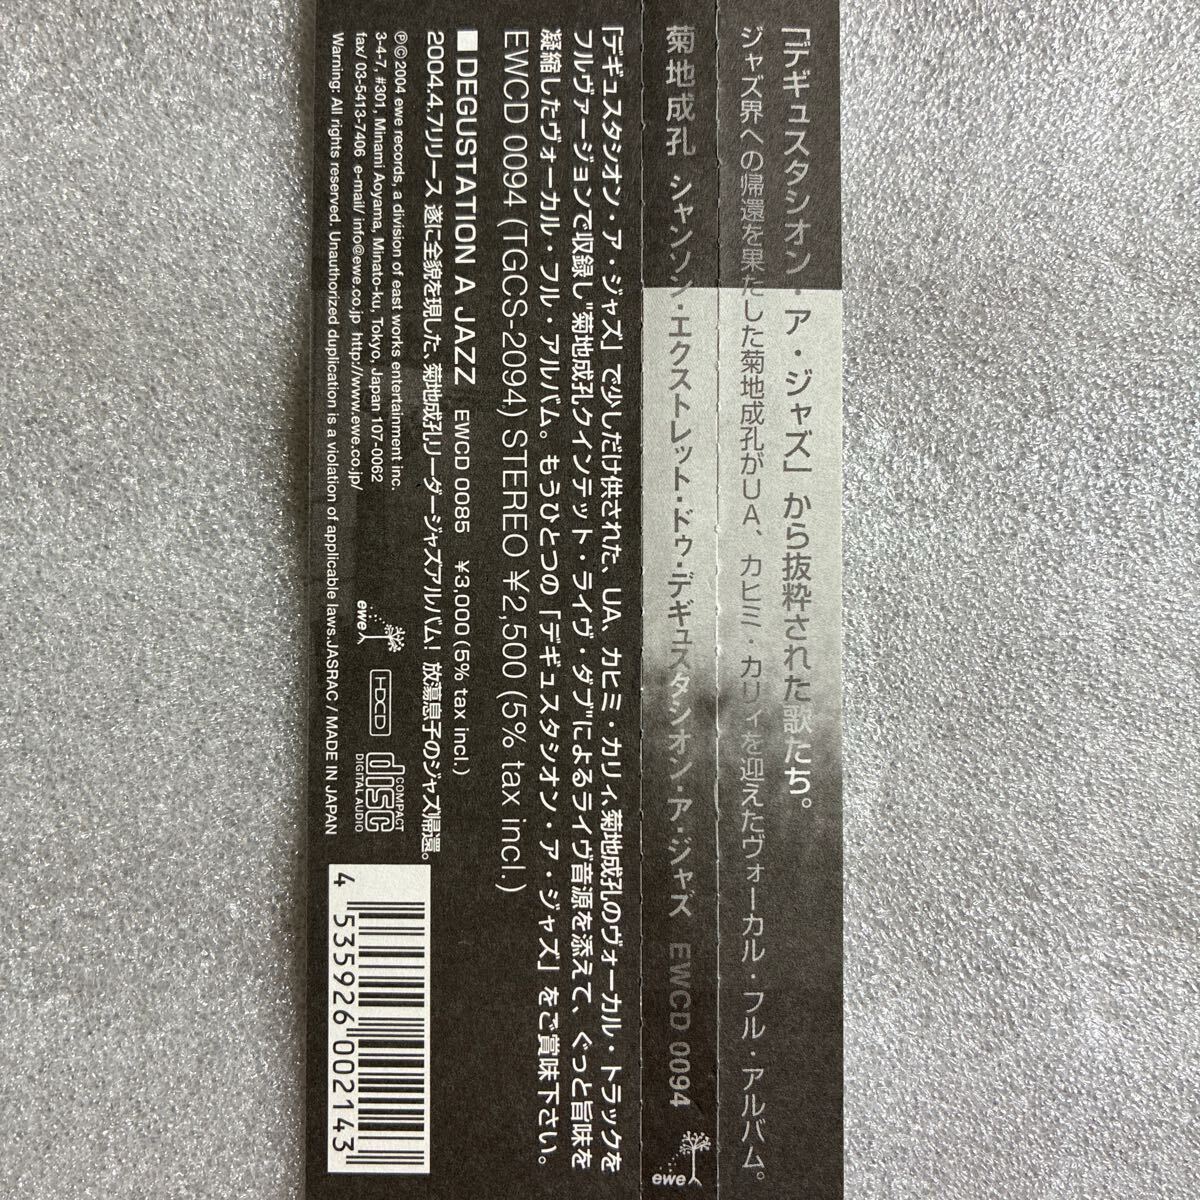 『デギュスタシオン・ア・ジャズ」から抜粋された歌たち。
ジャズ界への帰還を果たした菊地成孔がUA、カヒミ・カリィを迎えたヴォーカル・フル・アルバム。
菊地成孔 シャンソン・エクストレット・ドゥ・デギュスタシオン・ア・ジャズ EWCD 0094
ewe
「デギュスタシオン・ア・ジャズ」で少しだけ供された、UA、カヒミ・カリィ、菊地成孔のヴォーカル・トラックを
フルヴァージョンで収録し"菊地成孔クインテット・ライヴ・ダブ"によるライヴ音源を添えて、ぐっと旨味を
凝縮したヴォーカル・フル・アルバム。もうひとつの「デギュスタシオン・ア・ジャズ」をご賞味下さい。
EWCD 0094 (TGCS-2094) STEREO ¥2,500 (5% tax incl.)
■ DEGUSTATION A JAZZ EWCD 0085 ¥3,000 (5% tax incl.)
2004.4.7リリース 遂に全貌を現した、菊地成孔リーダージャズアルバム! 放蕩息子のジャズ帰還。
℗©2004 ewe records, a division of east works entertainment inc.
3-4-7, #301, Minami Aoyama, Minato-ku, Tokyo, Japan 107-0062
fax/ 03-5413-7406 e-mail/ info@ewe.co.jp http://www.ewe.co.jp/
Warning: All rights reserved. Unauthorized duplication is a violation of applicable laws.JASRAC / MADE IN JAPAN
ewe
HDCD
COMPACT
disc
DIGITAL AUDIO
4 535926 002143